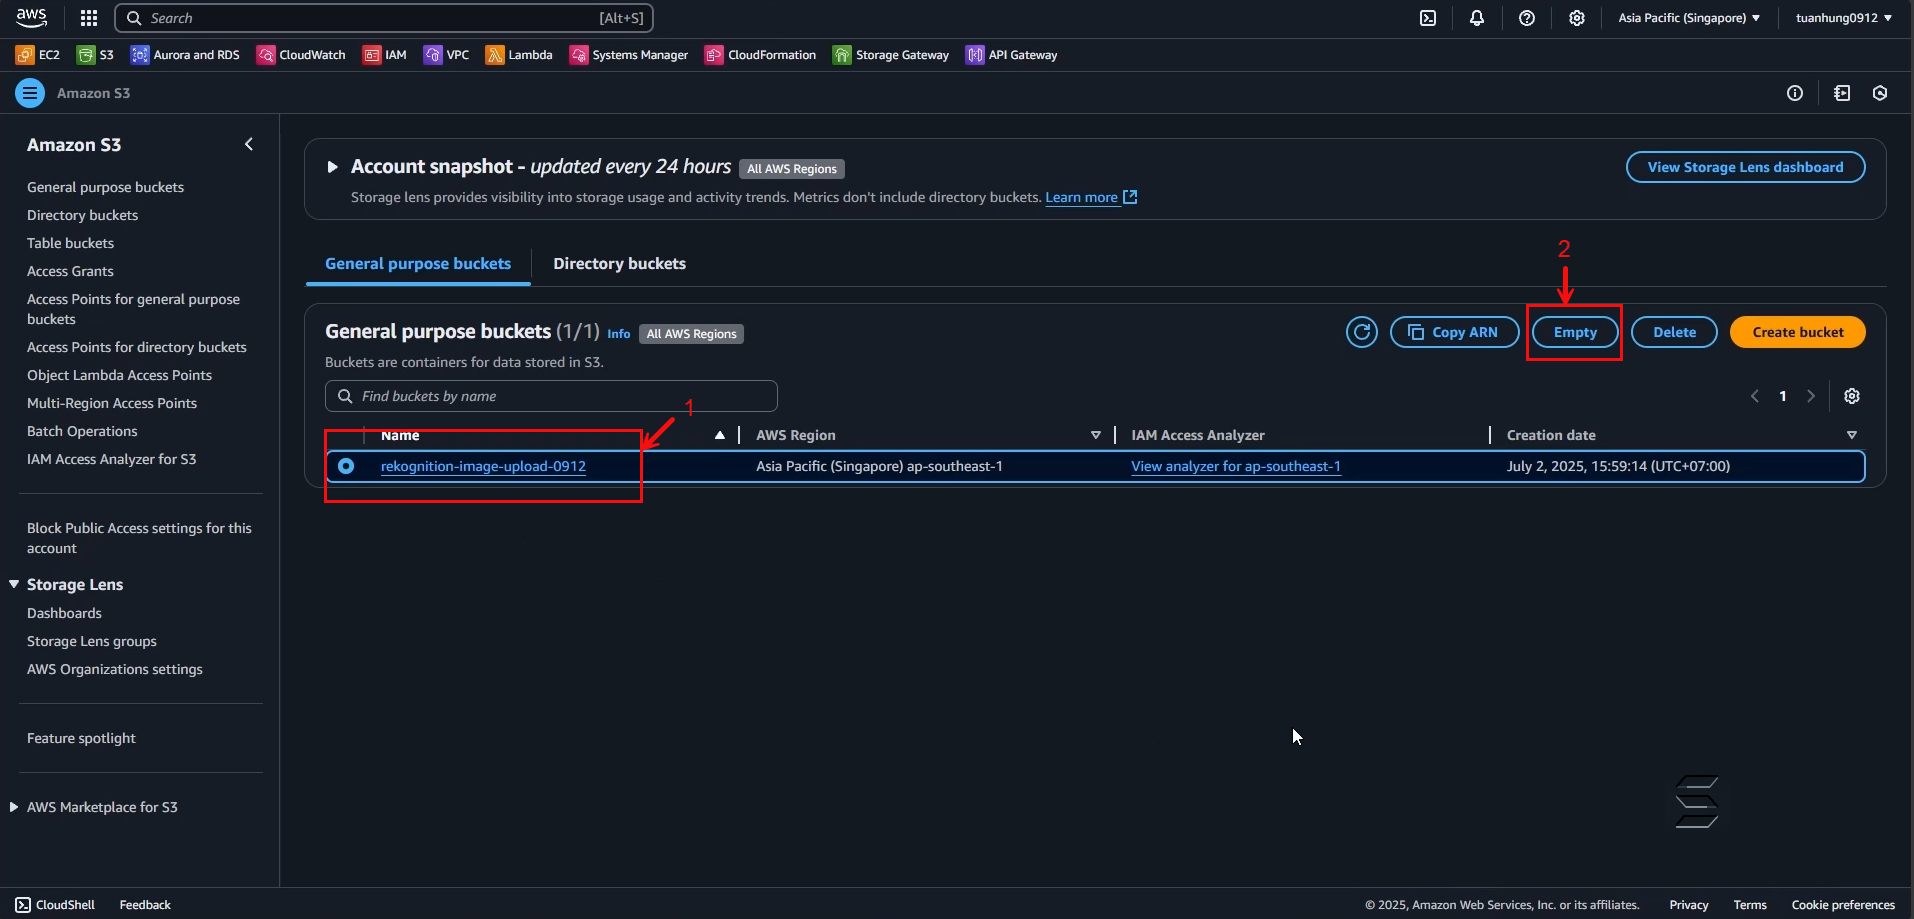 aws
Search [Alt+S]
Asia Pacific (Singapore) tuanhung0912
EC2 S3 Aurora and RDS CloudWatch IAM VPC Lambda Systems Manager CloudFormation Storage Gateway API Gateway
Amazon S3
Amazon S3
General purpose buckets
Directory buckets
Table buckets
Access Grants
Access Points for general purpose
buckets
Access Points for directory buckets
Object Lambda Access Points
Multi-Region Access Points
Batch Operations
IAM Access Analyzer for S3
Block Public Access settings for this
account
Storage Lens
Dashboards
Storage Lens groups
AWS Organizations settings
Feature spotlight
AWS Marketplace for S3
Account snapshot - updated every 24 hours All AWS Regions
View Storage Lens dashboard
Storage lens provides visibility into storage usage and activity trends. Metrics don't include directory buckets. Learn more
General purpose buckets Directory buckets
2
General purpose buckets (1/1) Info All AWS Regions
Copy ARN Empty Delete Create bucket
Buckets are containers for data stored in S3.
Find buckets by name
1
1
Name AWS Region IAM Access Analyzer Creation date
rekognition-image-upload-0912 Asia Pacific (Singapore) ap-southeast-1 View analyzer for ap-southeast-1 July 2, 2025, 15:59:14 (UTC+07:00)
CloudShell Feedback
© 2025, Amazon Web Services, Inc. or its affiliates. Privacy Terms Cookie preferences